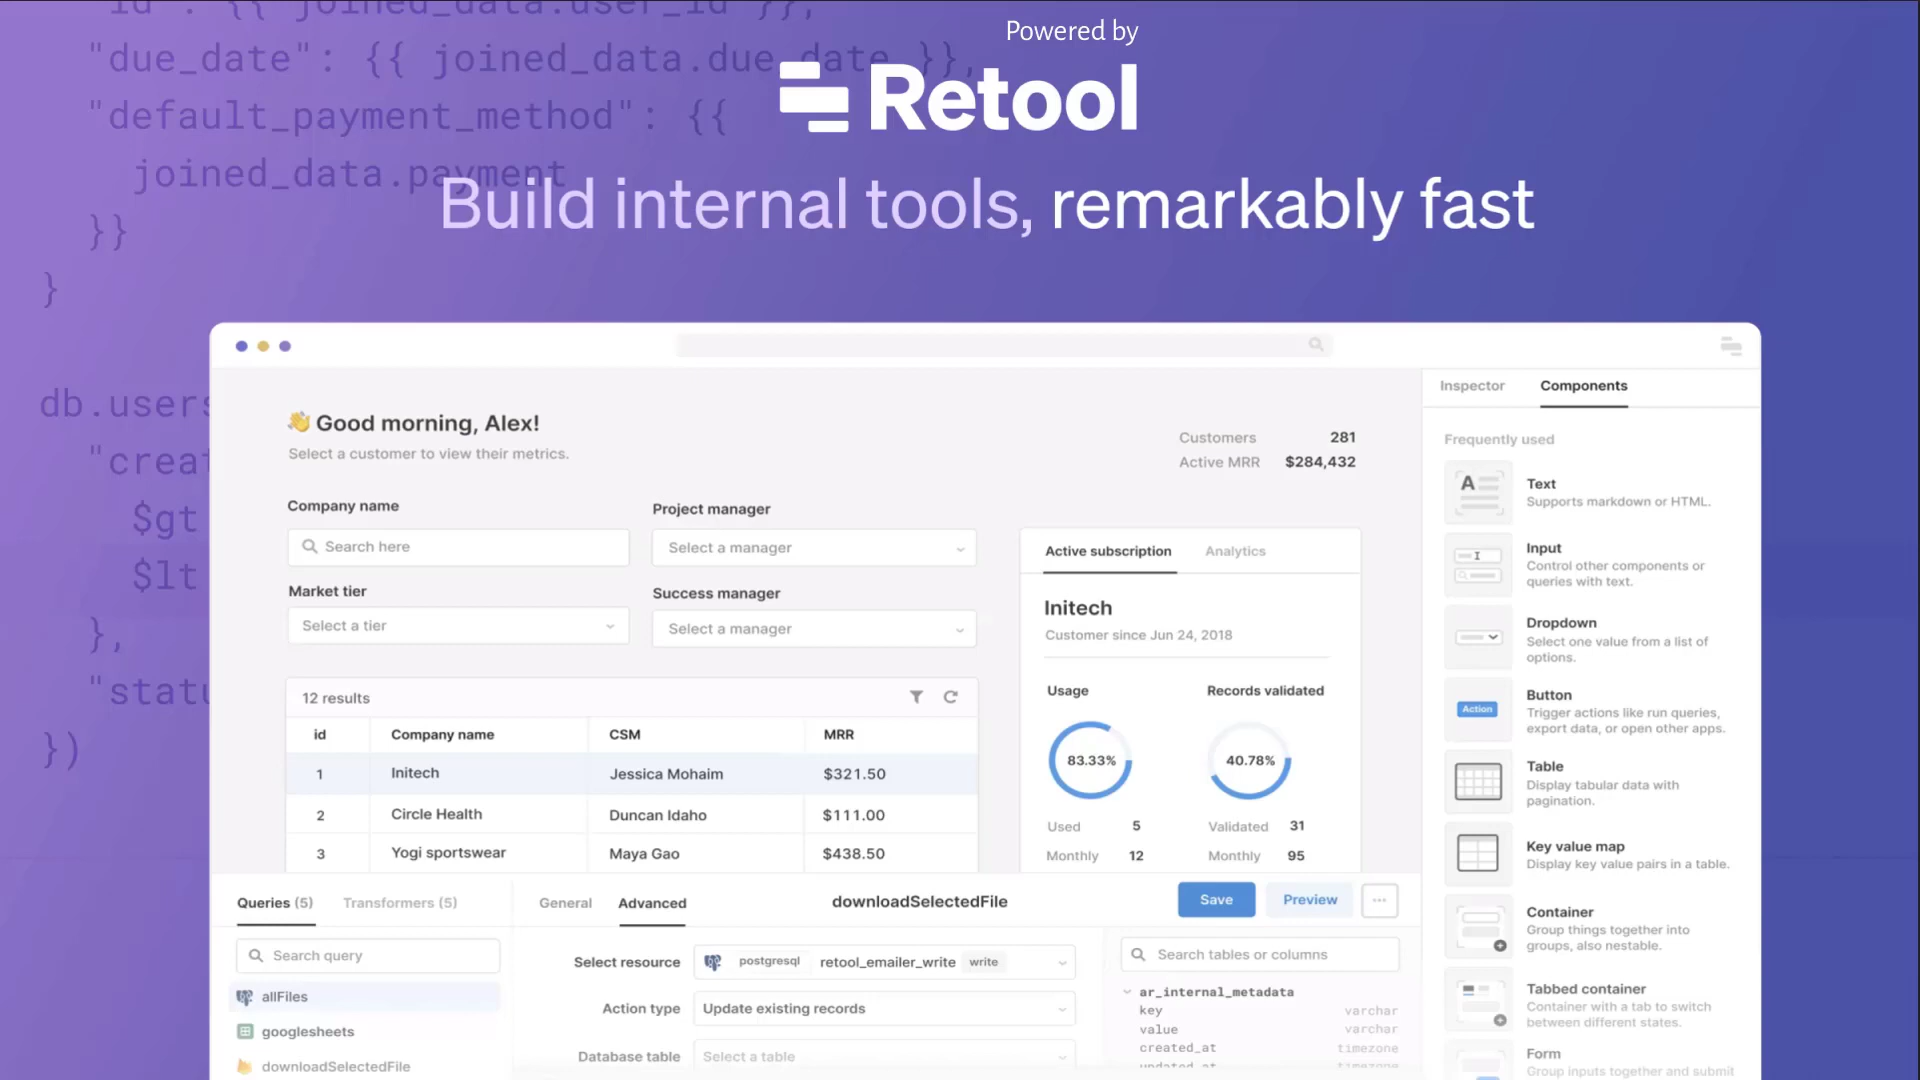 id": {{ joined_data.user_id }},
"due_date": {{ joined_data.due_date }},
"default_payment_method": {{
joined_data.payment
}}
}
db.users
"creat
$gt
$lt
},
"statu
})
Powered by
Retool
Build internal tools, remarkably fast
👋 Good morning, Alex!
Select a customer to view their metrics.
Customers 281
Active MRR $284,432
Company name
Search here
Project manager
Select a manager
Market tier
Select a tier
Success manager
Select a manager
12 results
id Company name CSM MRR
1 Initech Jessica Mohaim $321.50
2 Circle Health Duncan Idaho $111.00
3 Yogi sportswear Maya Gao $438.50
Active subscription Analytics
Initech
Customer since Jun 24, 2018
Usage Records validated
83.33% 40.78%
Used 5 Validated 31
Monthly 12 Monthly 95
Inspector Components
Frequently used
A
Text
Supports markdown or HTML.
Input
Control other components or
queries with text.
Dropdown
Select one value from a list of
options.
Action
Button
Trigger actions like run queries,
export data, or open other apps.
Table
Display tabular data with
pagination.
Key value map
Display key value pairs in a table.
Container
Group things together into
groups, also nestable.
Tabbed container
Container with a tab to switch
between different states.
Form
Group inputs together and submit
Queries (5) Transformers (5)
Search query
allFiles
googlesheets
downloadSelectedFile
General Advanced downloadSelectedFile Save Preview ...
Select resource postgresql retool_emailer_write write
Action type Update existing records
Database table Select a table
Search tables or columns
ar_internal_metadata
key varchar
value varchar
created_at timezone
updated_at timezone